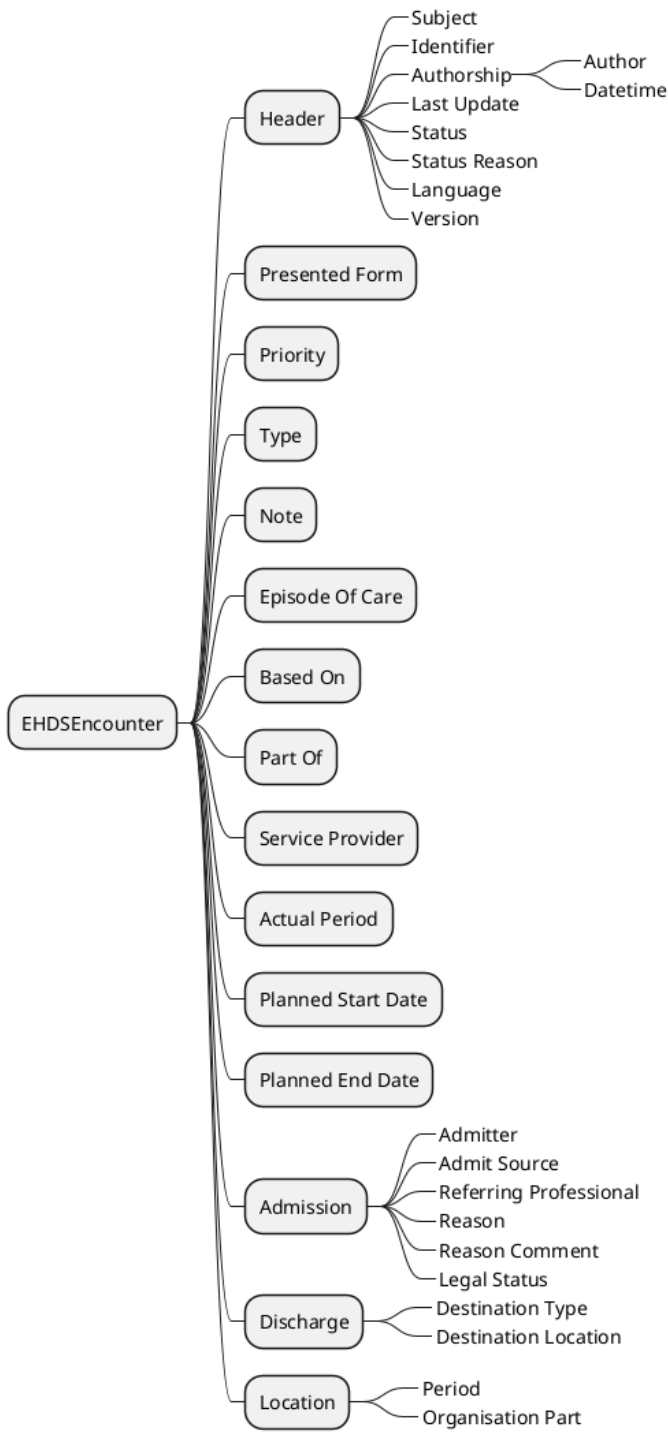 Subject
Identifier
Authorship
Author
Datetime
Last Update
Status
Status Reason
Language
Version
Header
Presented Form
Priority
Type
Note
Episode Of Care
Based On
EHDSEncounter
Part Of
Service Provider
Actual Period
Planned Start Date
Planned End Date
Admission
Admitter
Admit Source
Referring Professional
Reason
Reason Comment
Legal Status
Discharge
Destination Type
Destination Location
Location
Period
Organisation Part